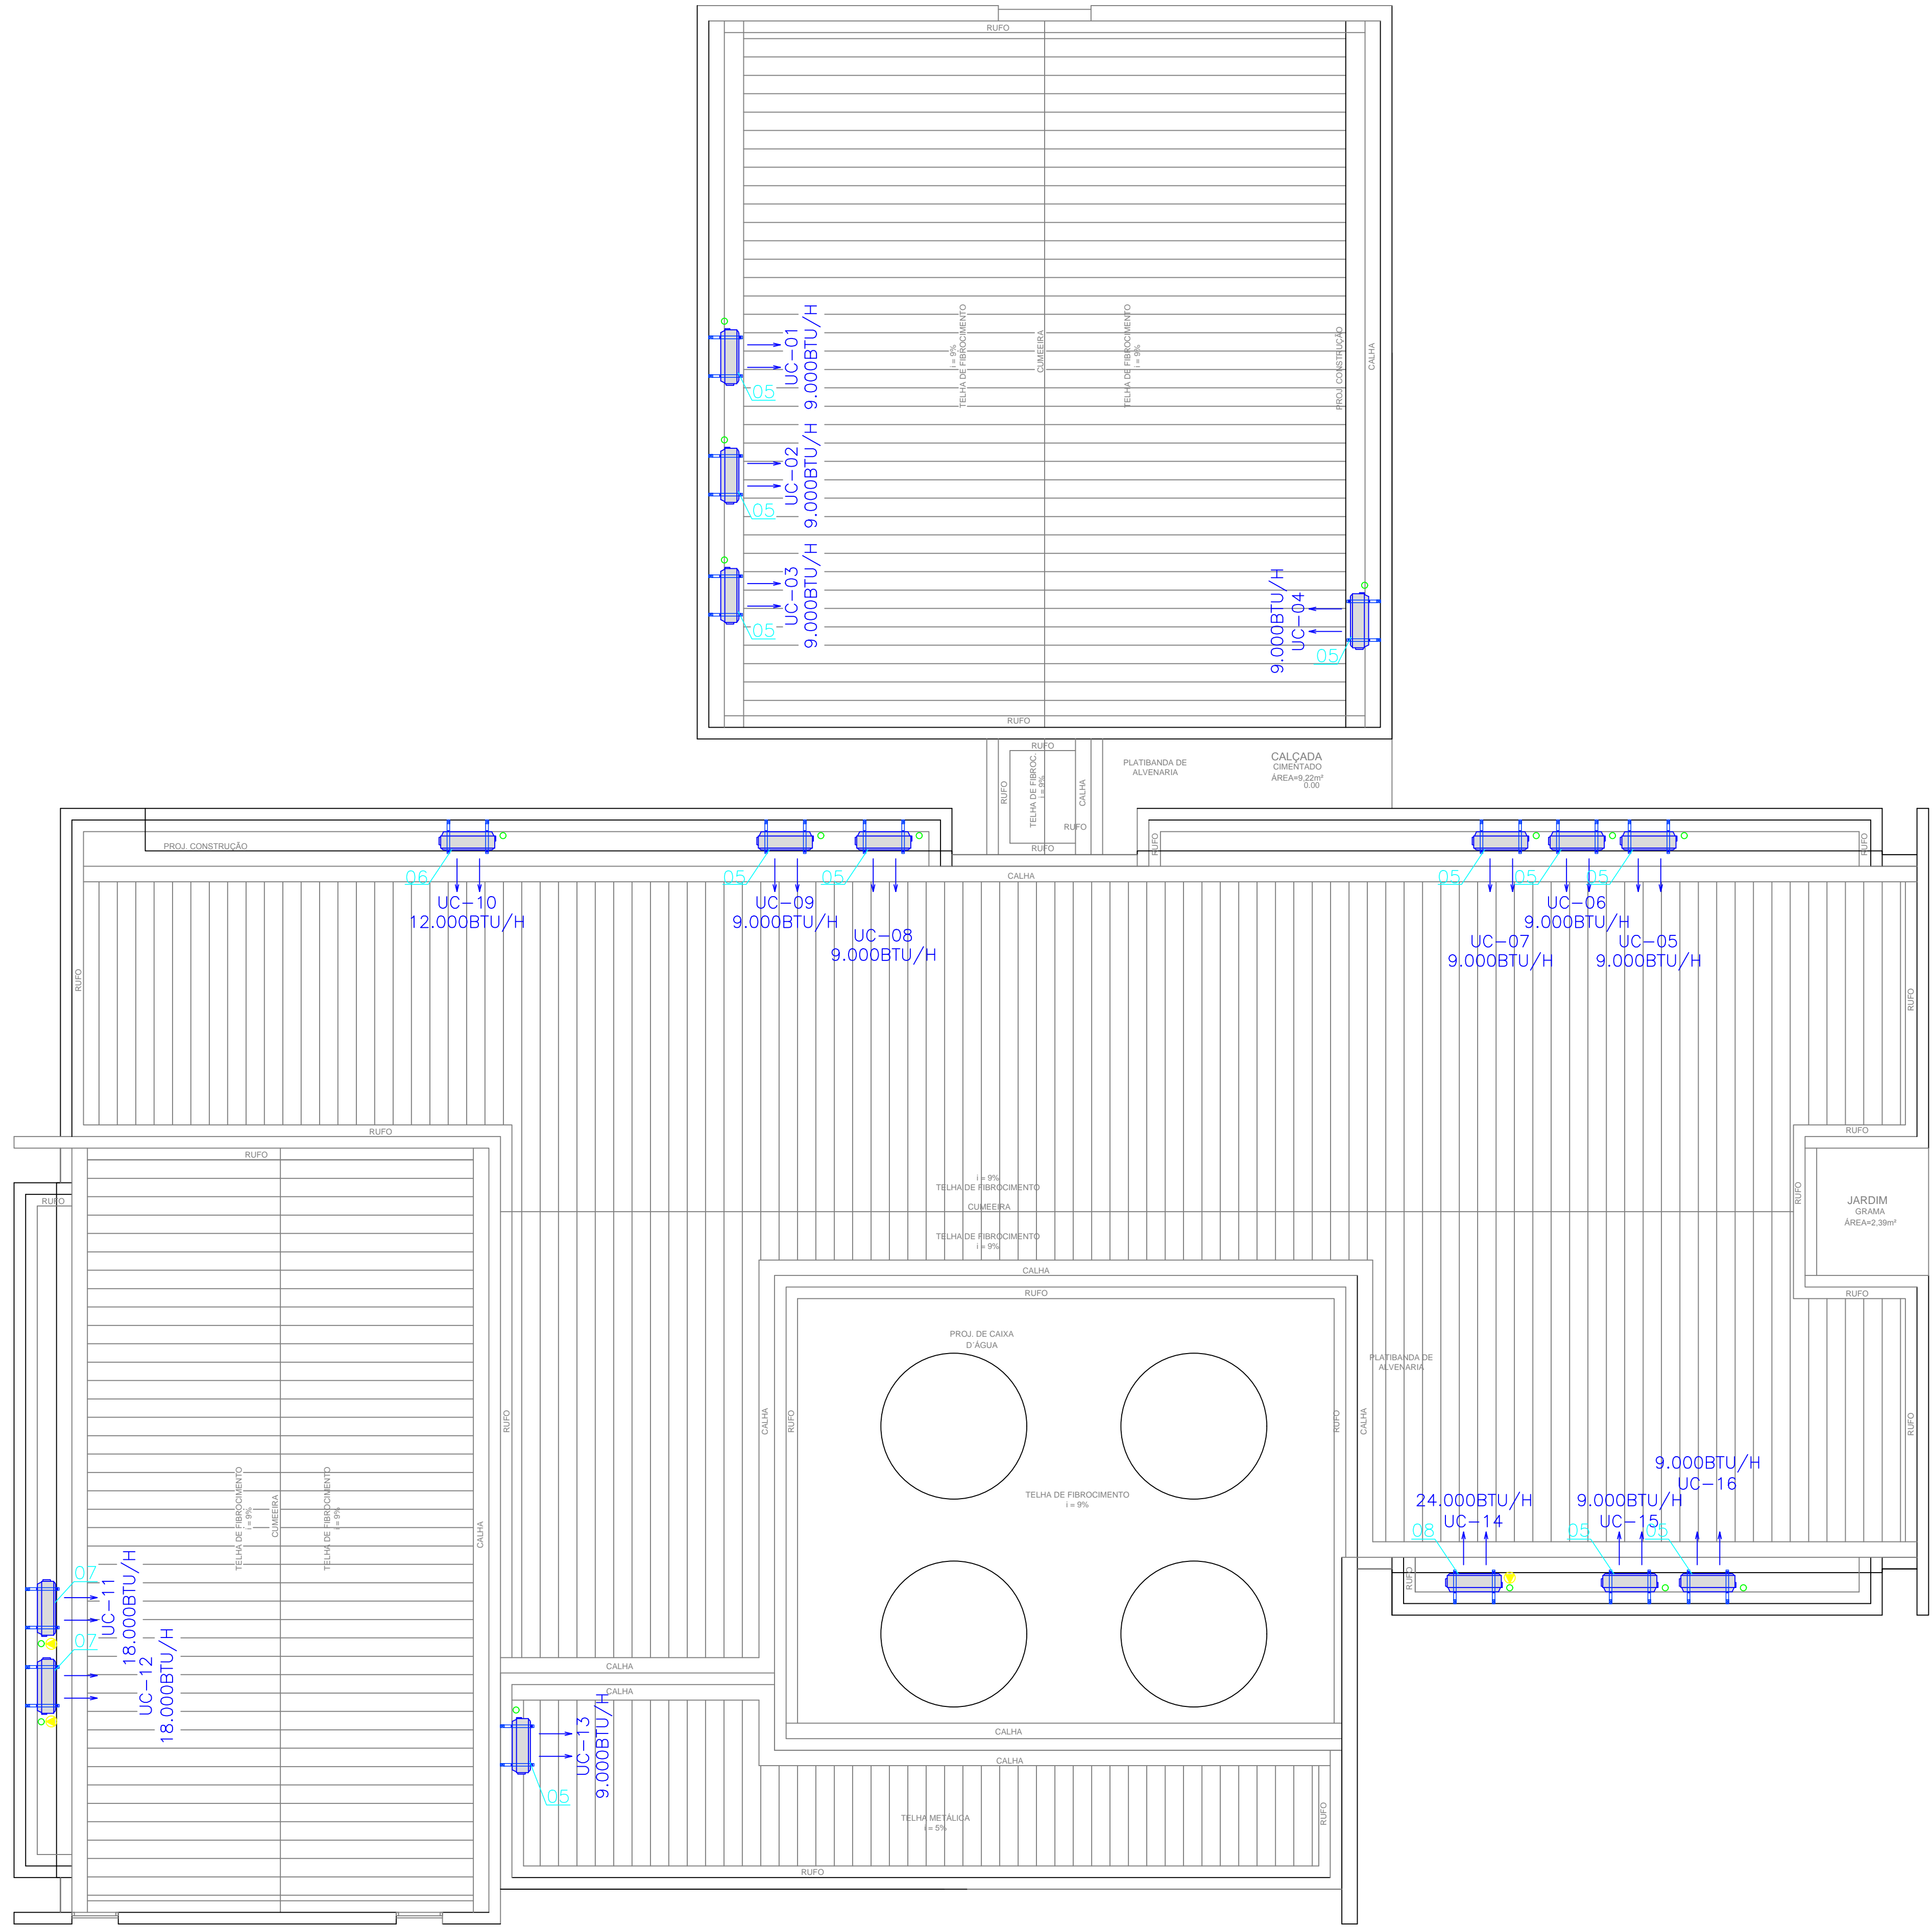 RUFO
UC-01
9.000BTU/H
05
UC-02
9.000BTU/H
05
UC-03
9.000BTU/H
05
i = 9%
TELHA DE FIBROCIMENTO
CUMEEIRA
TELHA DE FIBROCIMENTO
i = 9%
PROJ. CONSTRUÇÃO
CALHA
9.000BTU/H
UC-04
05
RUFO
RUFO
RUFO
TELHA DE FIBROC.
i = 9%
CALHA
RUFO
RUFO
PLATIBANDA DE
ALVENARIA
CALÇADA
CIMENTADO
ÁREA=9,22m²
0.00
PROJ. CONSTRUÇÃO
RUFO
RUFO
CALHA
06
UC-10
12.000BTU/H
05
UC-09
9.000BTU/H
05
UC-08
9.000BTU/H
05
UC-07
9.000BTU/H
05
UC-06
9.000BTU/H
05
UC-05
9.000BTU/H
RUFO
RUFO
RUFO
RUFO
RUFO
RUFO
i = 9%
TELHA DE FIBROCIMENTO
CUMEEIRA
TELHA DE FIBROCIMENTO
i = 9%
RUFO
RUFO
JARDIM
GRAMA
ÁREA=2,39m²
RUFO
CALHA
RUFO
PROJ. DE CAIXA
D´ÁGUA
PLATIBANDA DE
ALVENARIA
CALHA
RUFO
RUFO
CALHA
RUFO
RUFO
TELHA DE FIBROCIMENTO
i = 9%
TELHA DE FIBROCIMENTO
i = 9%
CUMEEIRA
TELHA DE FIBROCIMENTO
i = 9%
CALHA
9.000BTU/H
UC-16
05
9.000BTU/H
UC-15
05
24.000BTU/H
UC-14
08
RUFO
07
UC-11
18.000BTU/H
07
UC-12
18.000BTU/H
CALHA
CALHA
UC-13
9.000BTU/H
05
CALHA
CALHA
TELHA METÁLICA
i = 5%
RUFO
RUFO